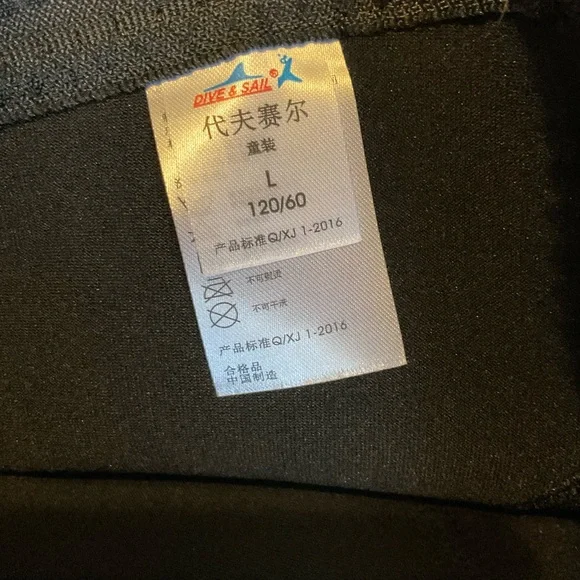 DIVE & SAIL®
代夫赛尔
童装
L
120/60
产品标准Q/XJ 1-2016
不可熨烫
不可干洗
产品标准Q/XJ 1-2016
合格品
中国制造